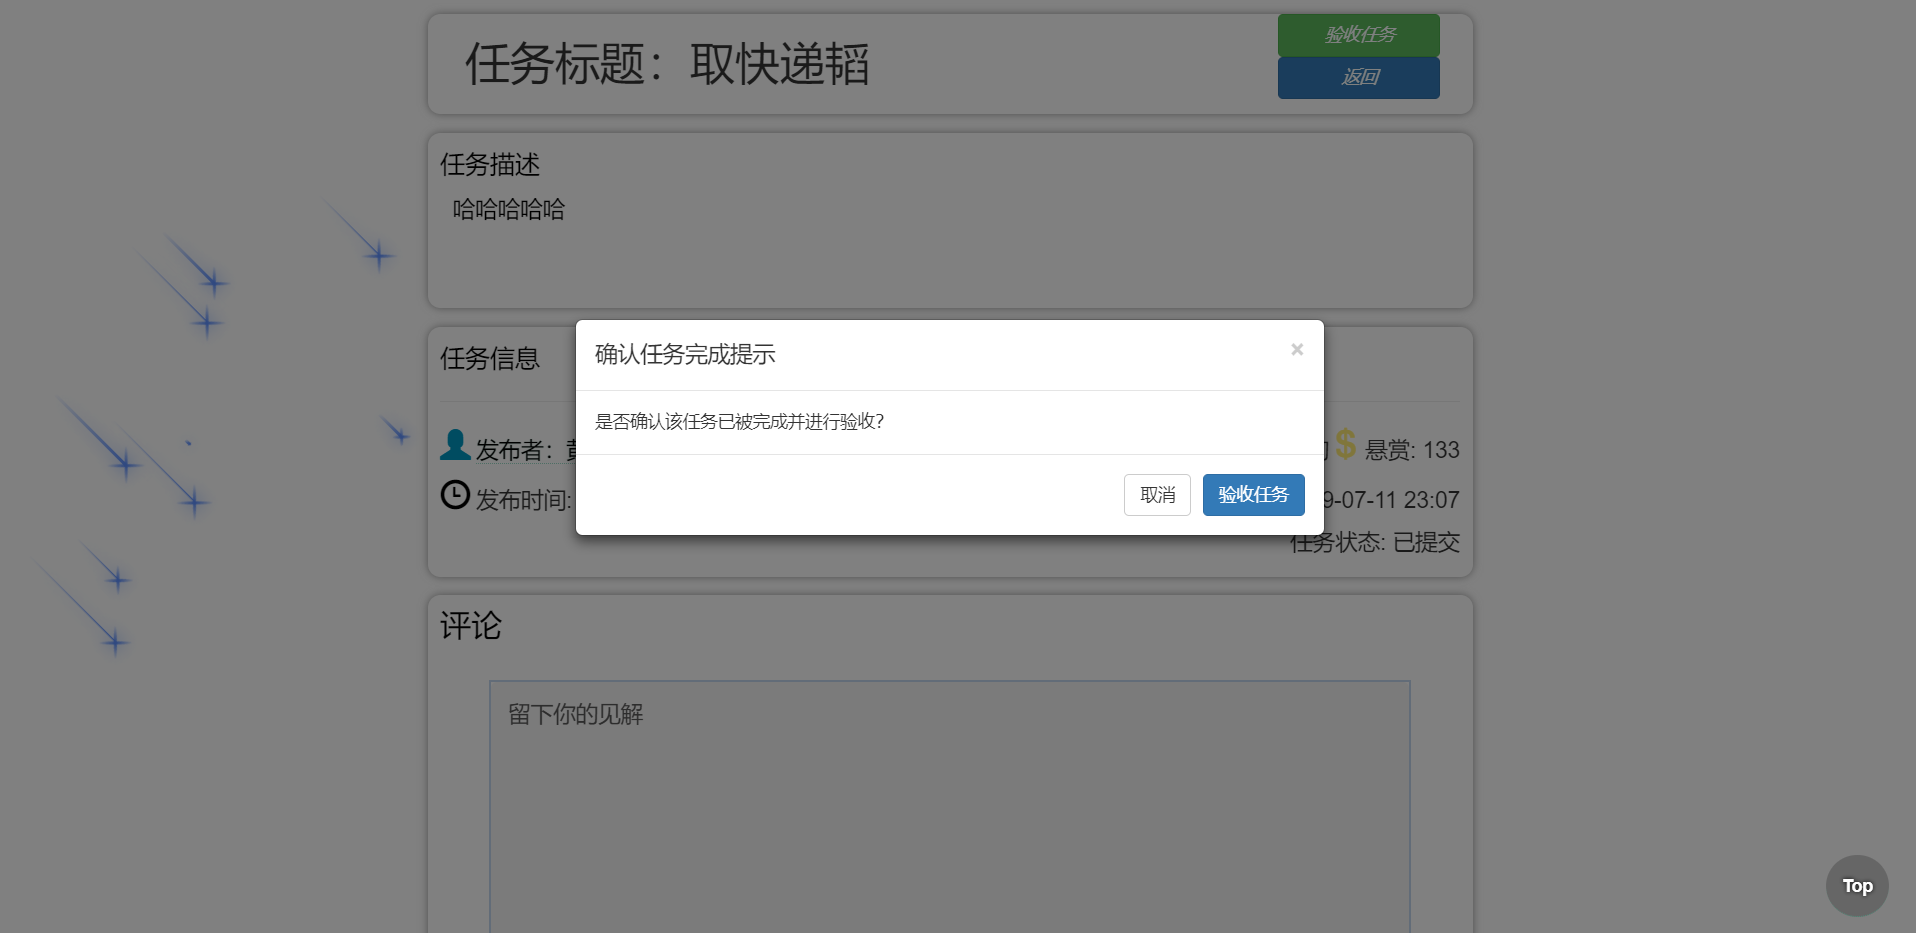 任务标题：取快递韬
验收任务
返回
任务描述
哈哈哈哈哈
确认任务完成提示
×
是否确认该任务已被完成并进行验收？
取消
验收任务
任务信息
发布者：
悬赏: 133
发布时间:
9-07-11 23:07
任务状态: 已提交
评论
留下你的见解
Top